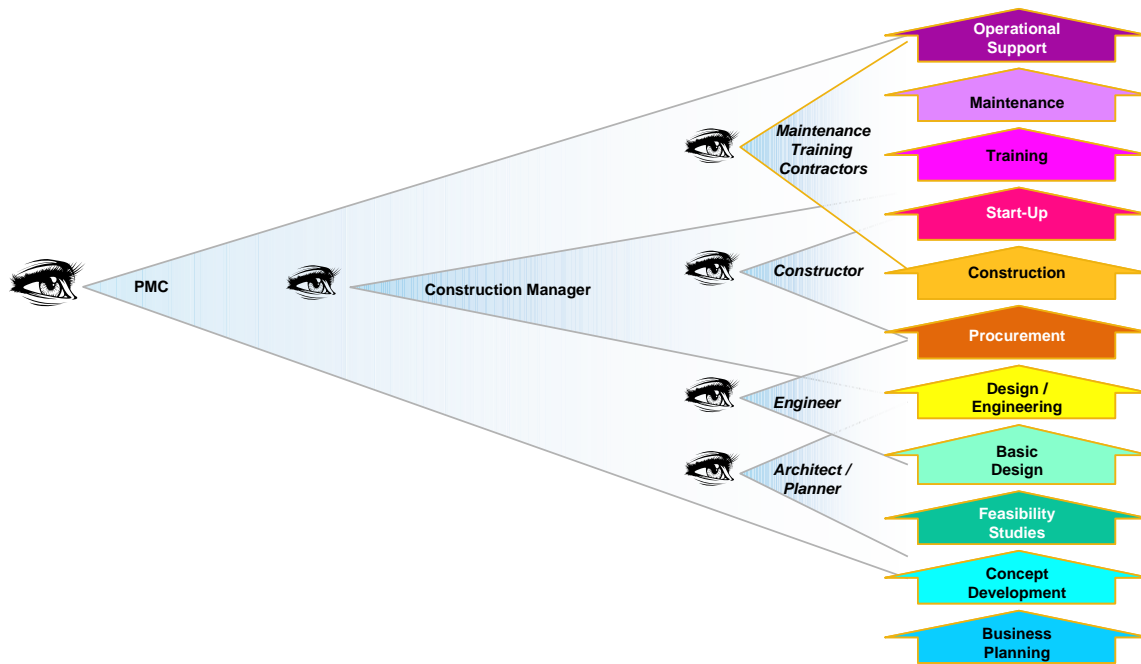 PMC
Construction Manager
Maintenance
Training
Contractors
Constructor
Engineer
Architect /
Planner
Operational
Support
Maintenance
Training
Start-Up
Construction
Procurement
Design /
Engineering
Basic
Design
Feasibility
Studies
Concept
Development
Business
Planning